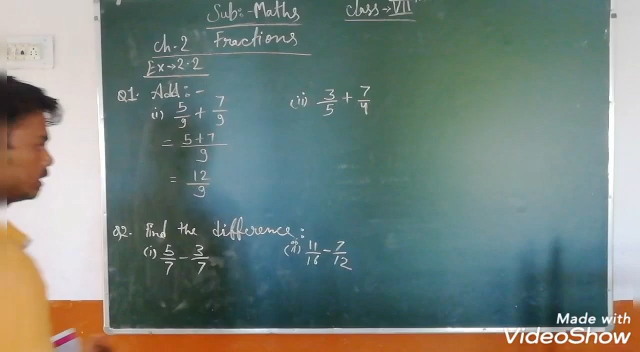 Sub:- Maths Class → VII
Ch.2 Fractions
Ex → 2.2
Q1. Add :-
(i) 5/9 + 7/9 (ii) 3/5 + 7/4
= 5+7/9
= 12/9
Q2. Find the difference:
(i) 5/7 - 3/7 (ii) 11/16 - 7/12
Made with
VideoShow